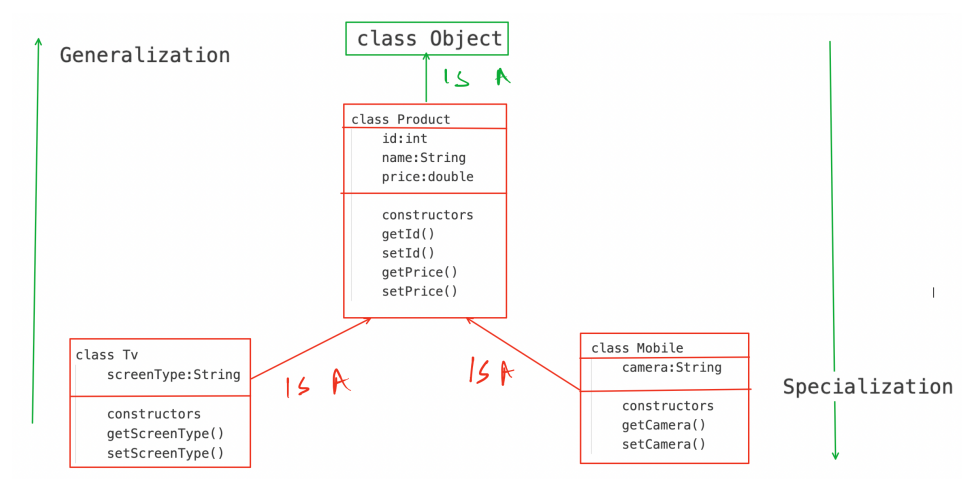 class Object
Generalization
IS A
class Product
id:int
name:String
price:double
constructors
getId()
setId()
getPrice()
setPrice()
class Tv
screenType:String
constructors
getScreenType()
setScreenType()
IS A
IS A
class Mobile
camera:String
constructors
getCamera()
setCamera()
Specialization